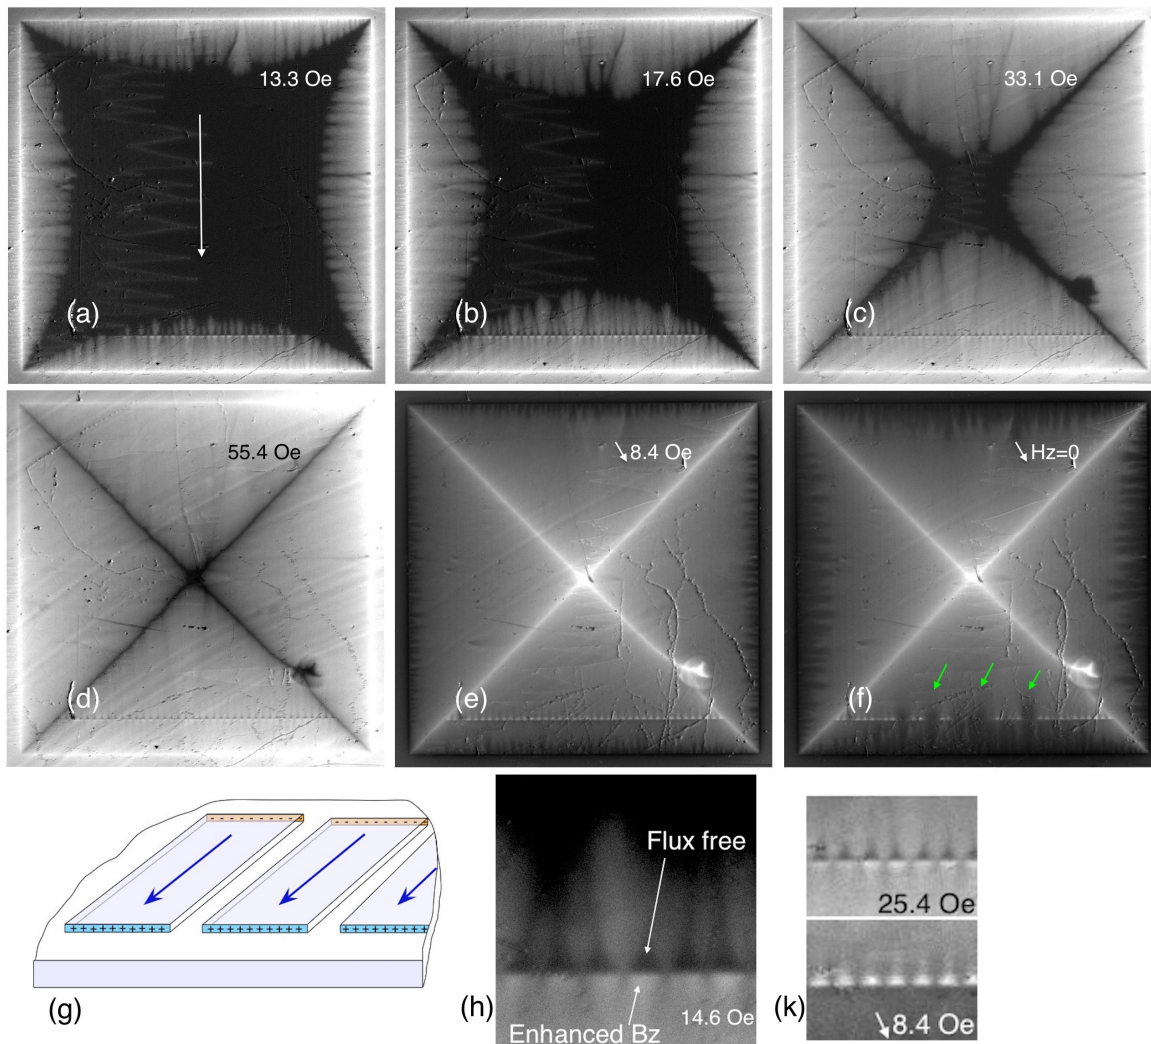 13.3 Oe
(a)
17.6 Oe
(b)
33.1 Oe
(c)
55.4 Oe
(d)
↘8.4 Oe
(e)
↘Hz=0
(f)
- - - - - - - - -
- - - - - - - - -
+ + + + + + + + + +
+ + + + + + + + + +
+ + + + + + + + +
(g)
Flux free
(h)
Enhanced Bz
14.6 Oe
25.4 Oe
(k)
↘8.4 Oe